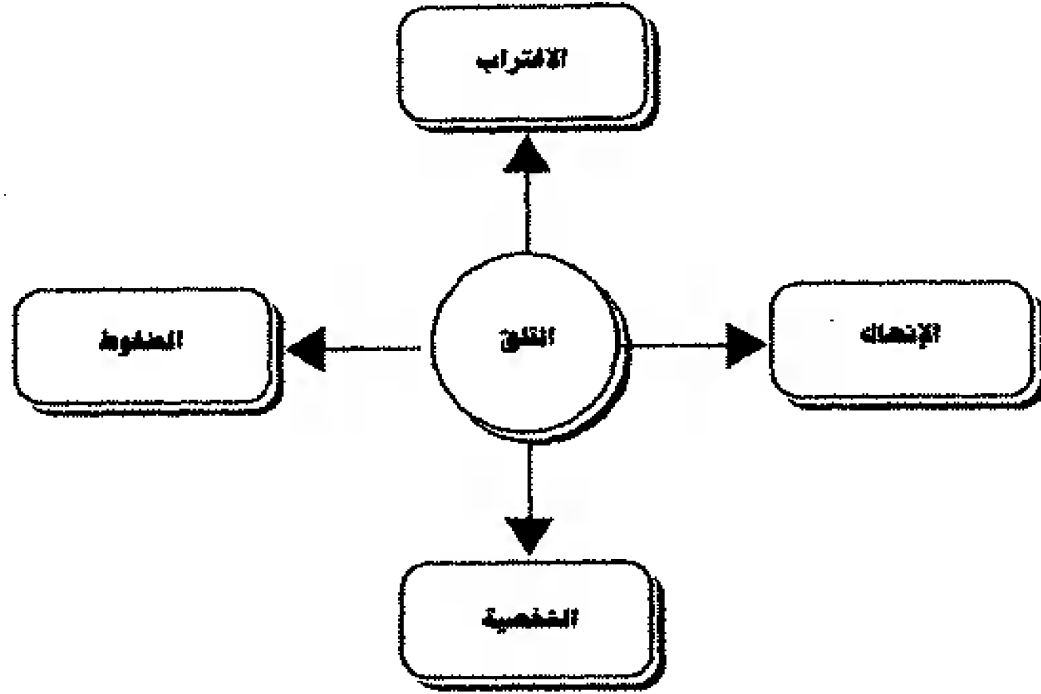 الاغتراب
الإنهاك
القلق
الضغوط
الشخصية